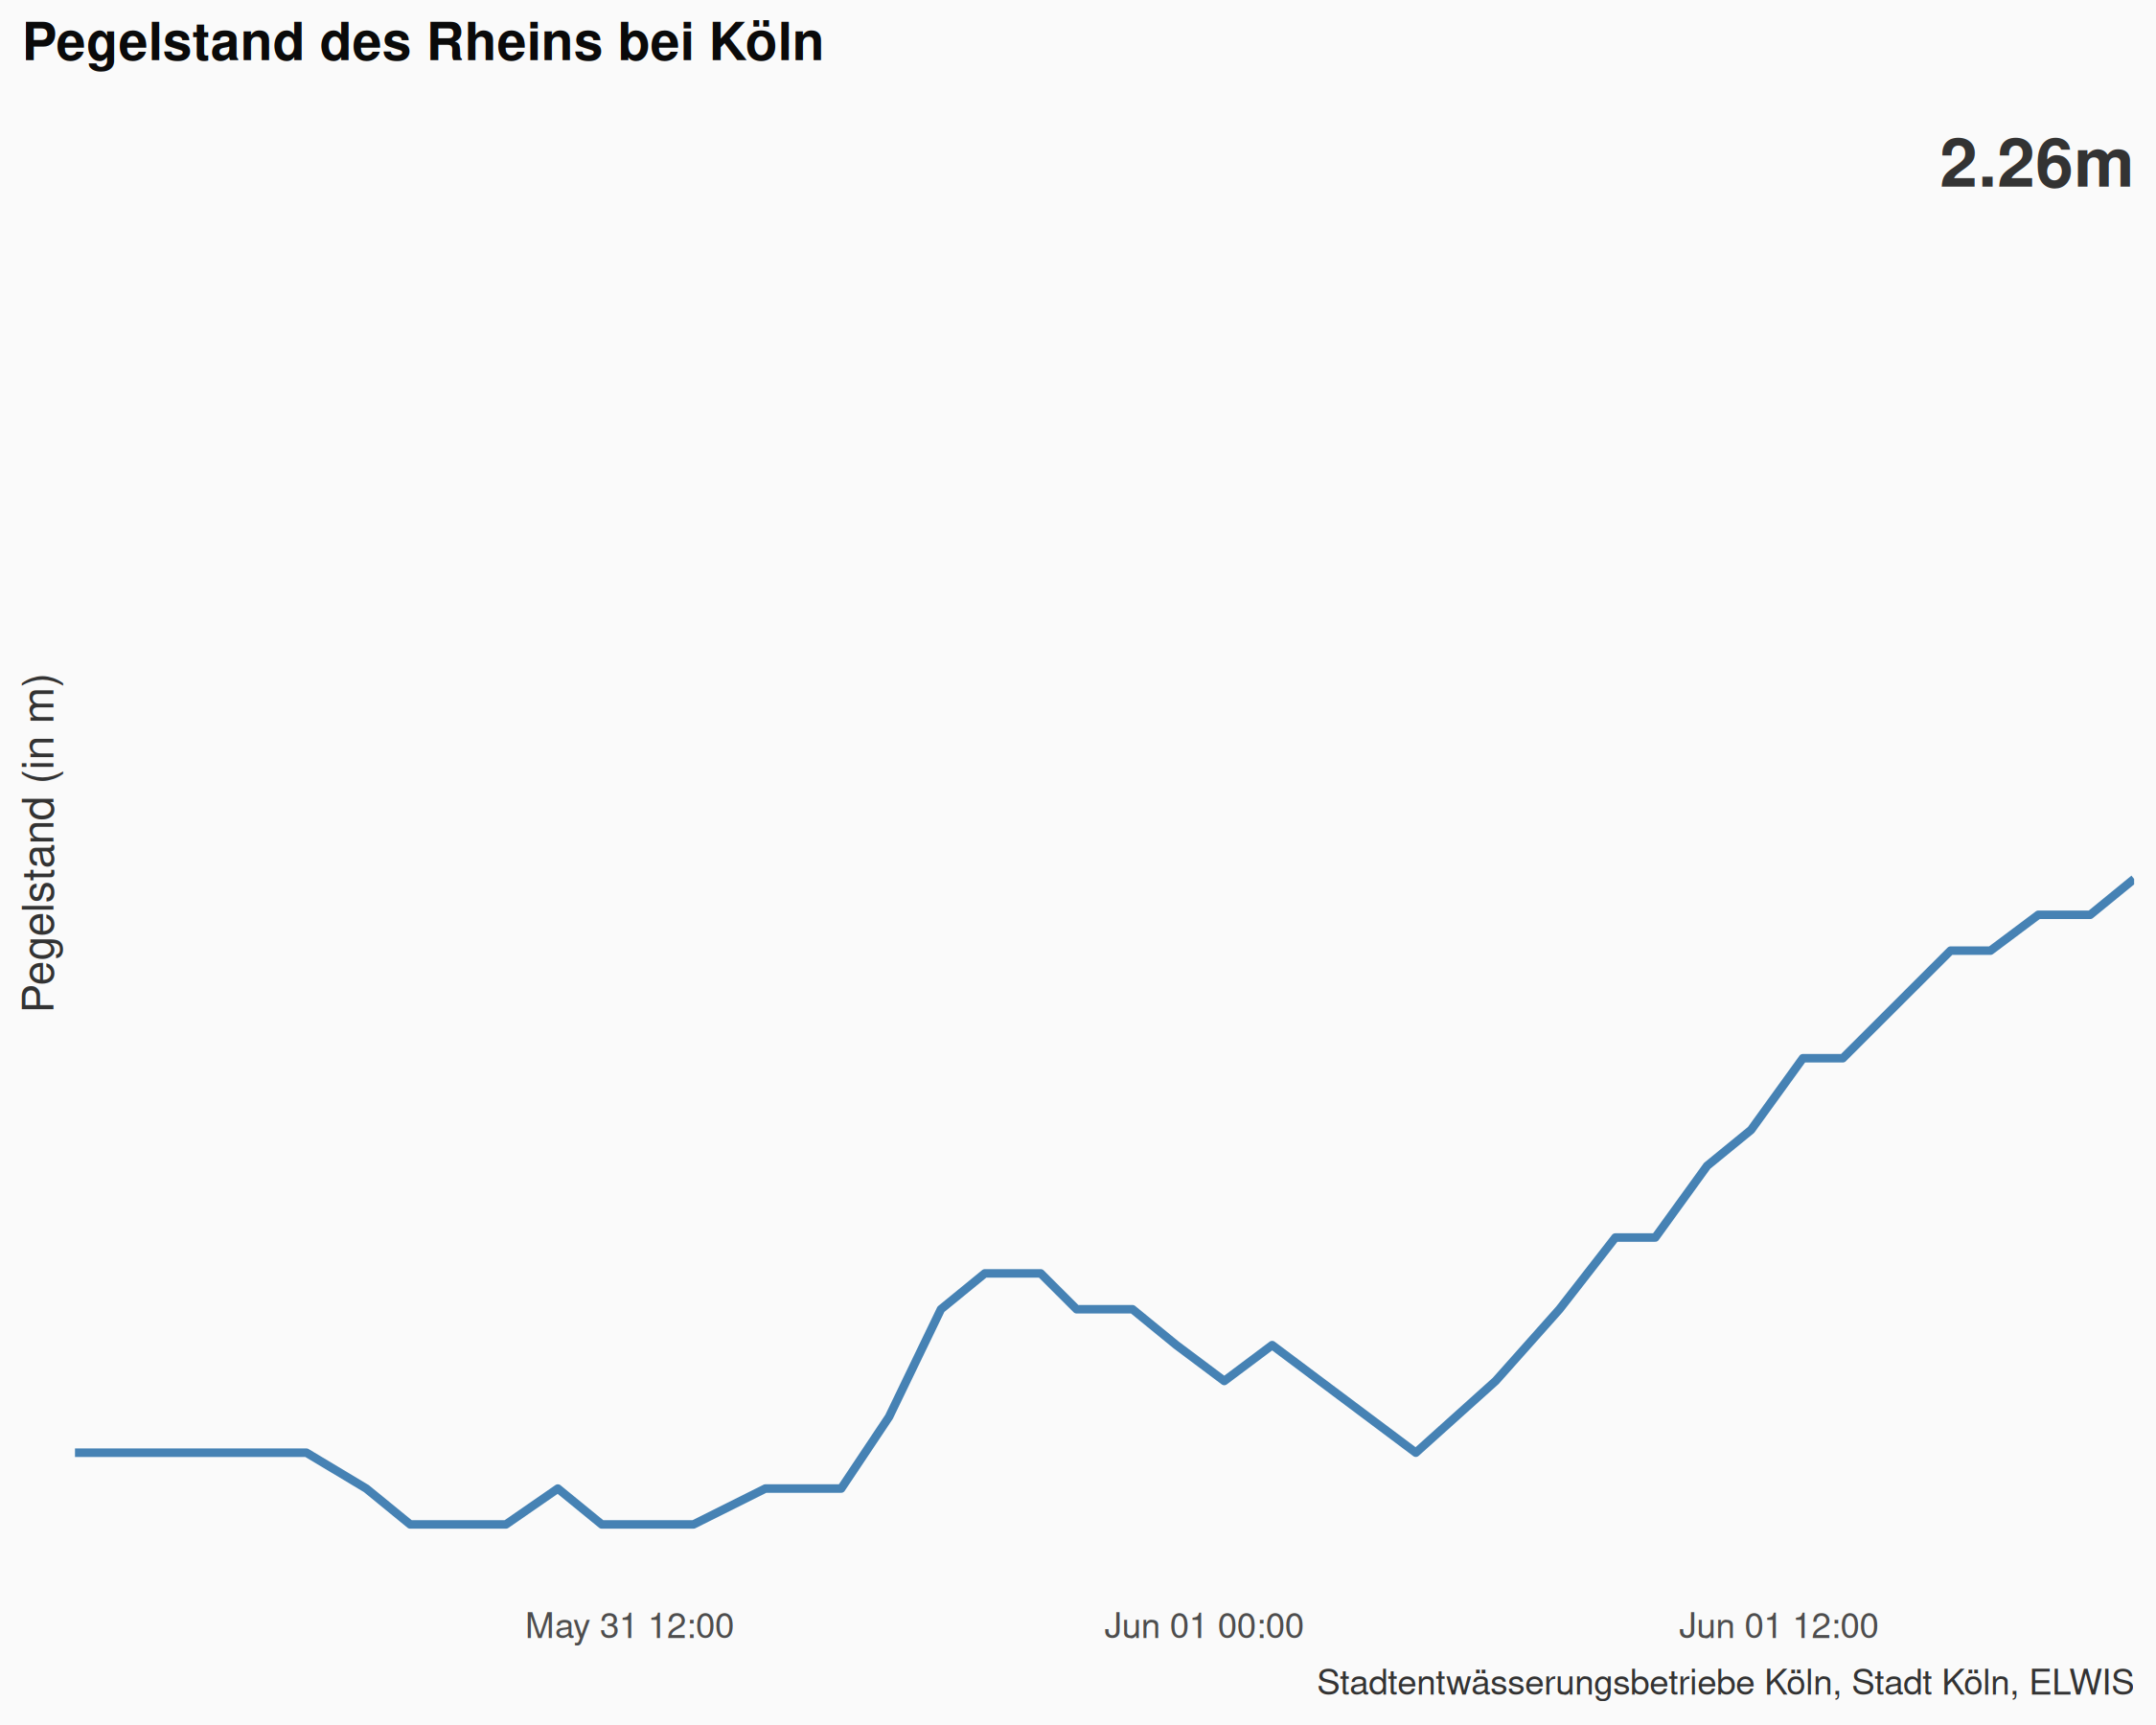 Pegelstand des Rheins bei Köln
2.26m
Pegelstand (in m)
May 31 12:00
Jun 01 00:00
Jun 01 12:00
Stadtentwässerungsbetriebe Köln, Stadt Köln, ELWIS